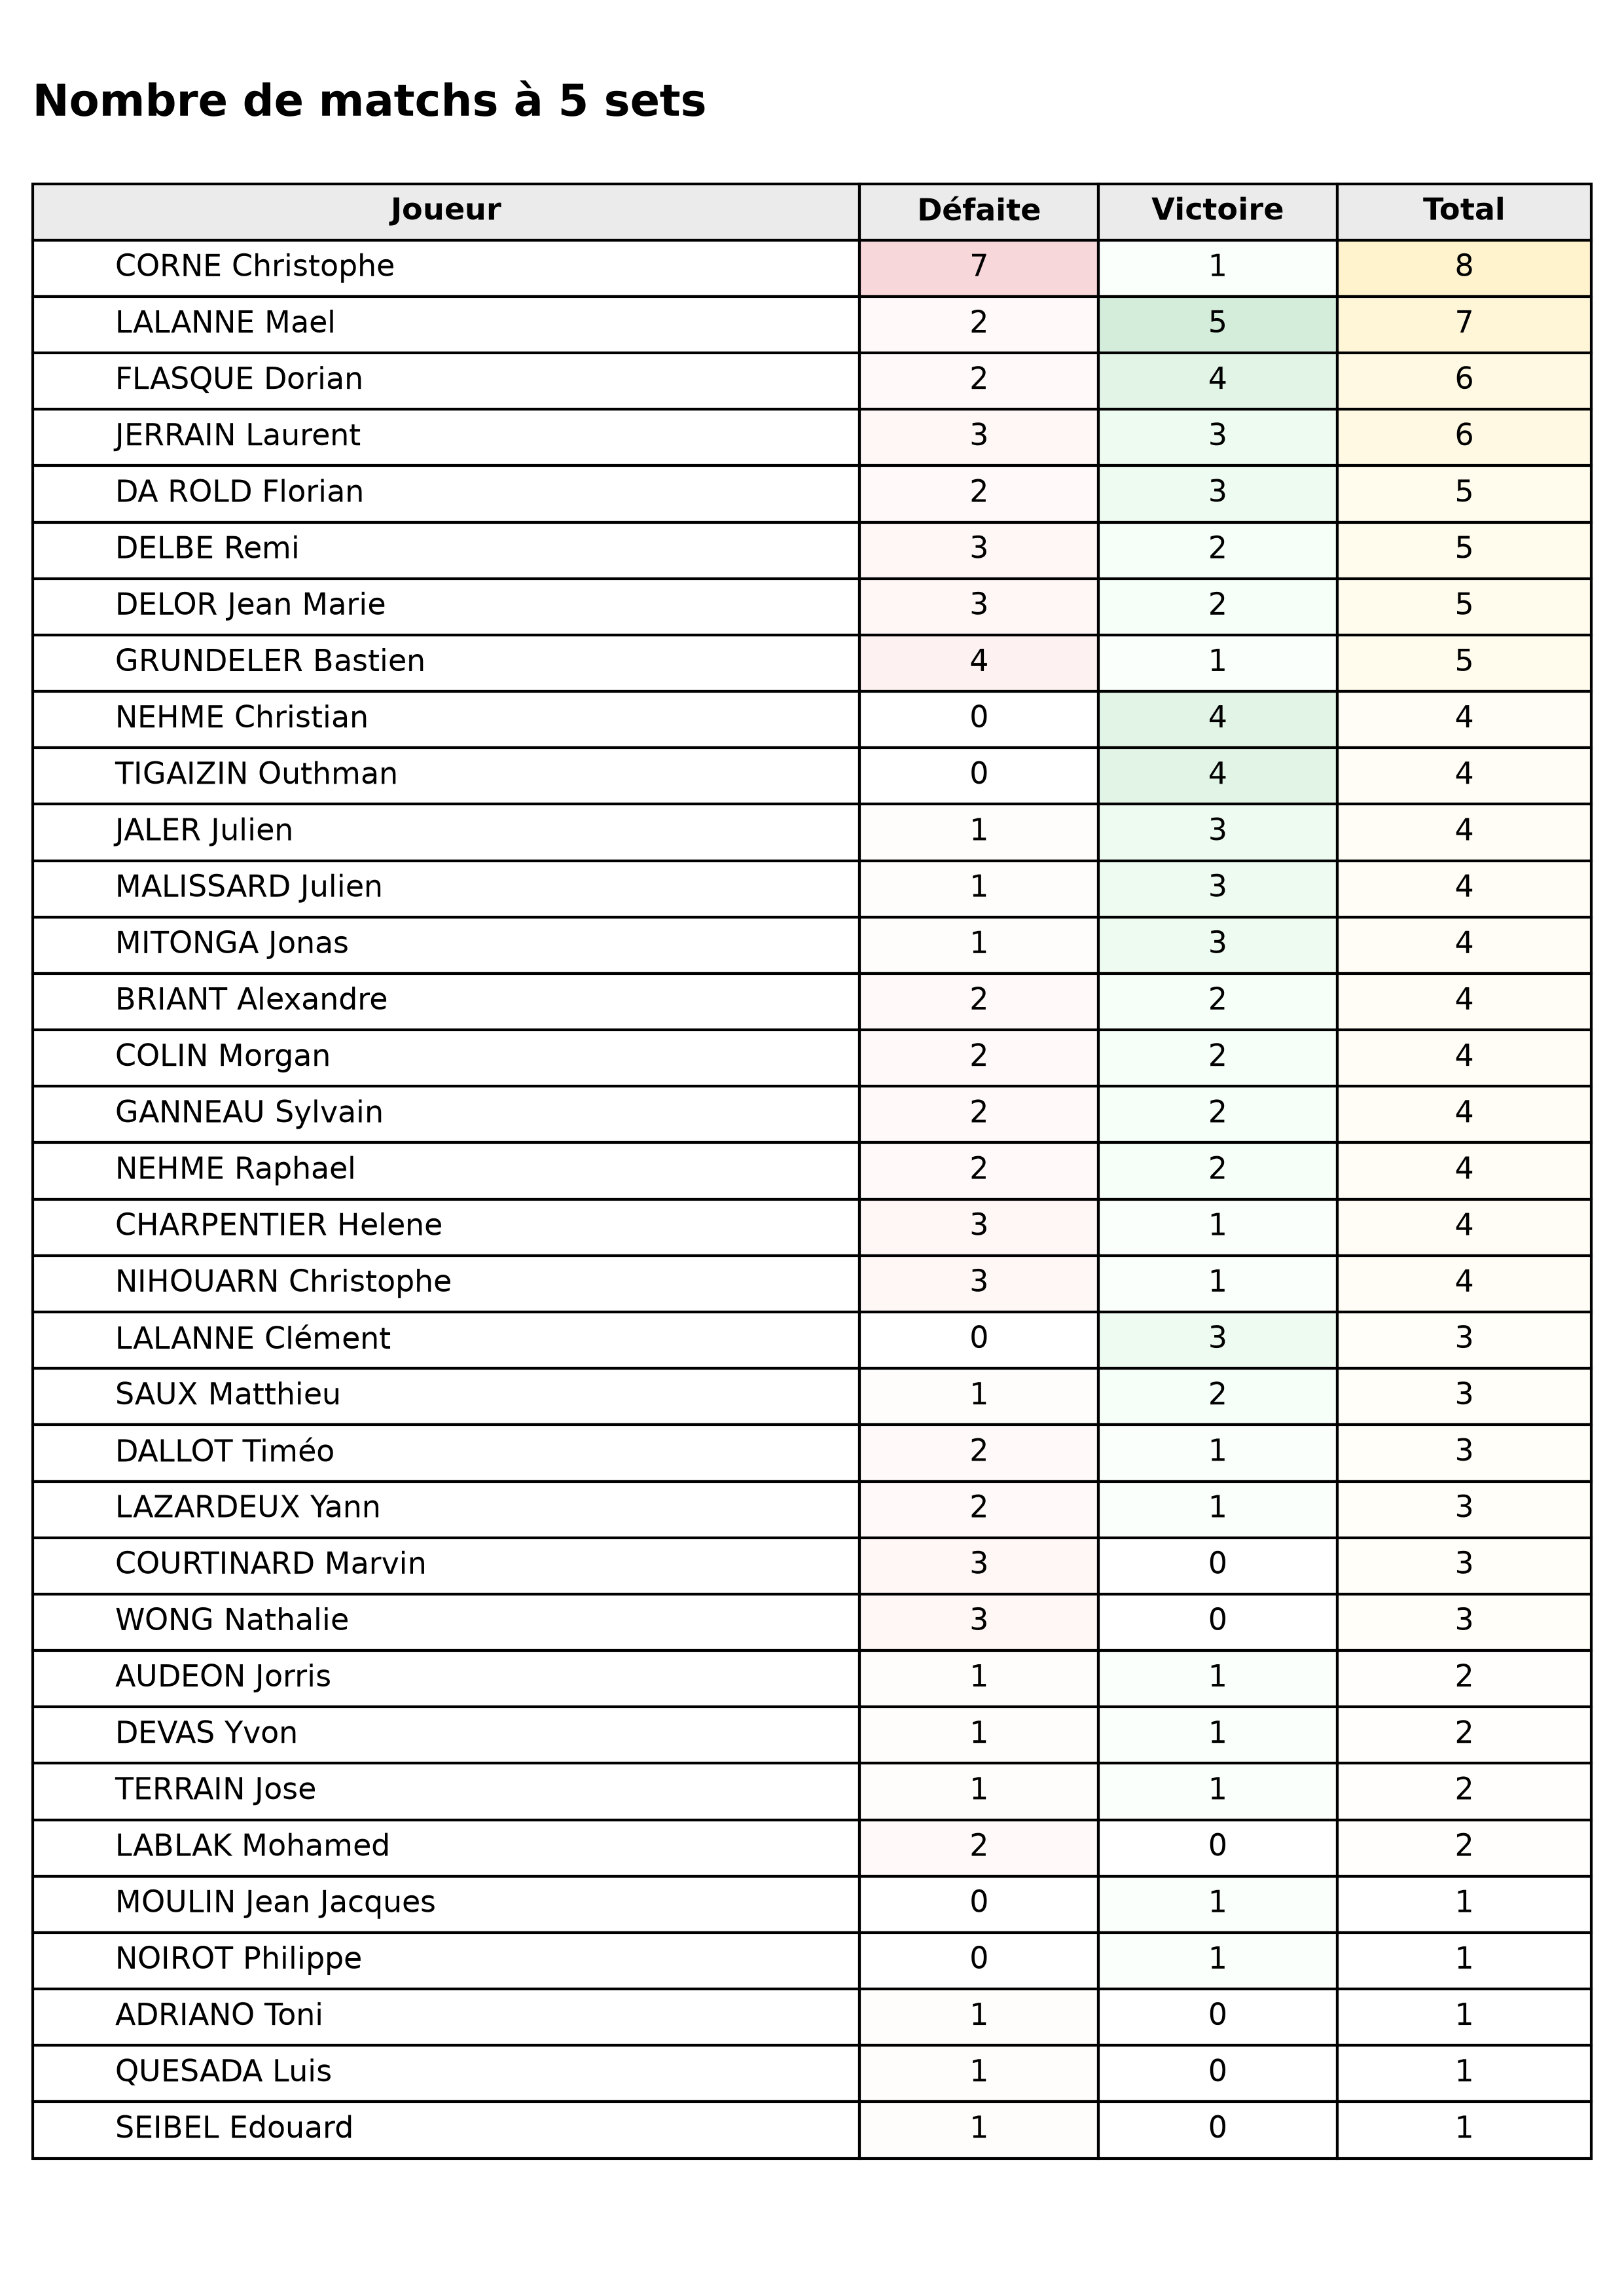 Nombre de matchs à 5 sets
Joueur Défaite Victoire Total
CORNE Christophe 7 1 8
LALANNE Mael 2 5 7
FLASQUE Dorian 2 4 6
JERRAIN Laurent 3 3 6
DA ROLD Florian 2 3 5
DELBE Remi 3 2 5
DELOR Jean Marie 3 2 5
GRUNDELER Bastien 4 1 5
NEHME Christian 0 4 4
TIGAIZIN Outhman 0 4 4
JALER Julien 1 3 4
MALISSARD Julien 1 3 4
MITONGA Jonas 1 3 4
BRIANT Alexandre 2 2 4
COLIN Morgan 2 2 4
GANNEAU Sylvain 2 2 4
NEHME Raphael 2 2 4
CHARPENTIER Helene 3 1 4
NIHOUARN Christophe 3 1 4
LALANNE Clément 0 3 3
SAUX Matthieu 1 2 3
DALLOT Timéo 2 1 3
LAZARDEUX Yann 2 1 3
COURTINARD Marvin 3 0 3
WONG Nathalie 3 0 3
AUDEON Jorris 1 1 2
DEVAS Yvon 1 1 2
TERRAIN Jose 1 1 2
LABLAK Mohamed 2 0 2
MOULIN Jean Jacques 0 1 1
NOIROT Philippe 0 1 1
ADRIANO Toni 1 0 1
QUESADA Luis 1 0 1
SEIBEL Edouard 1 0 1